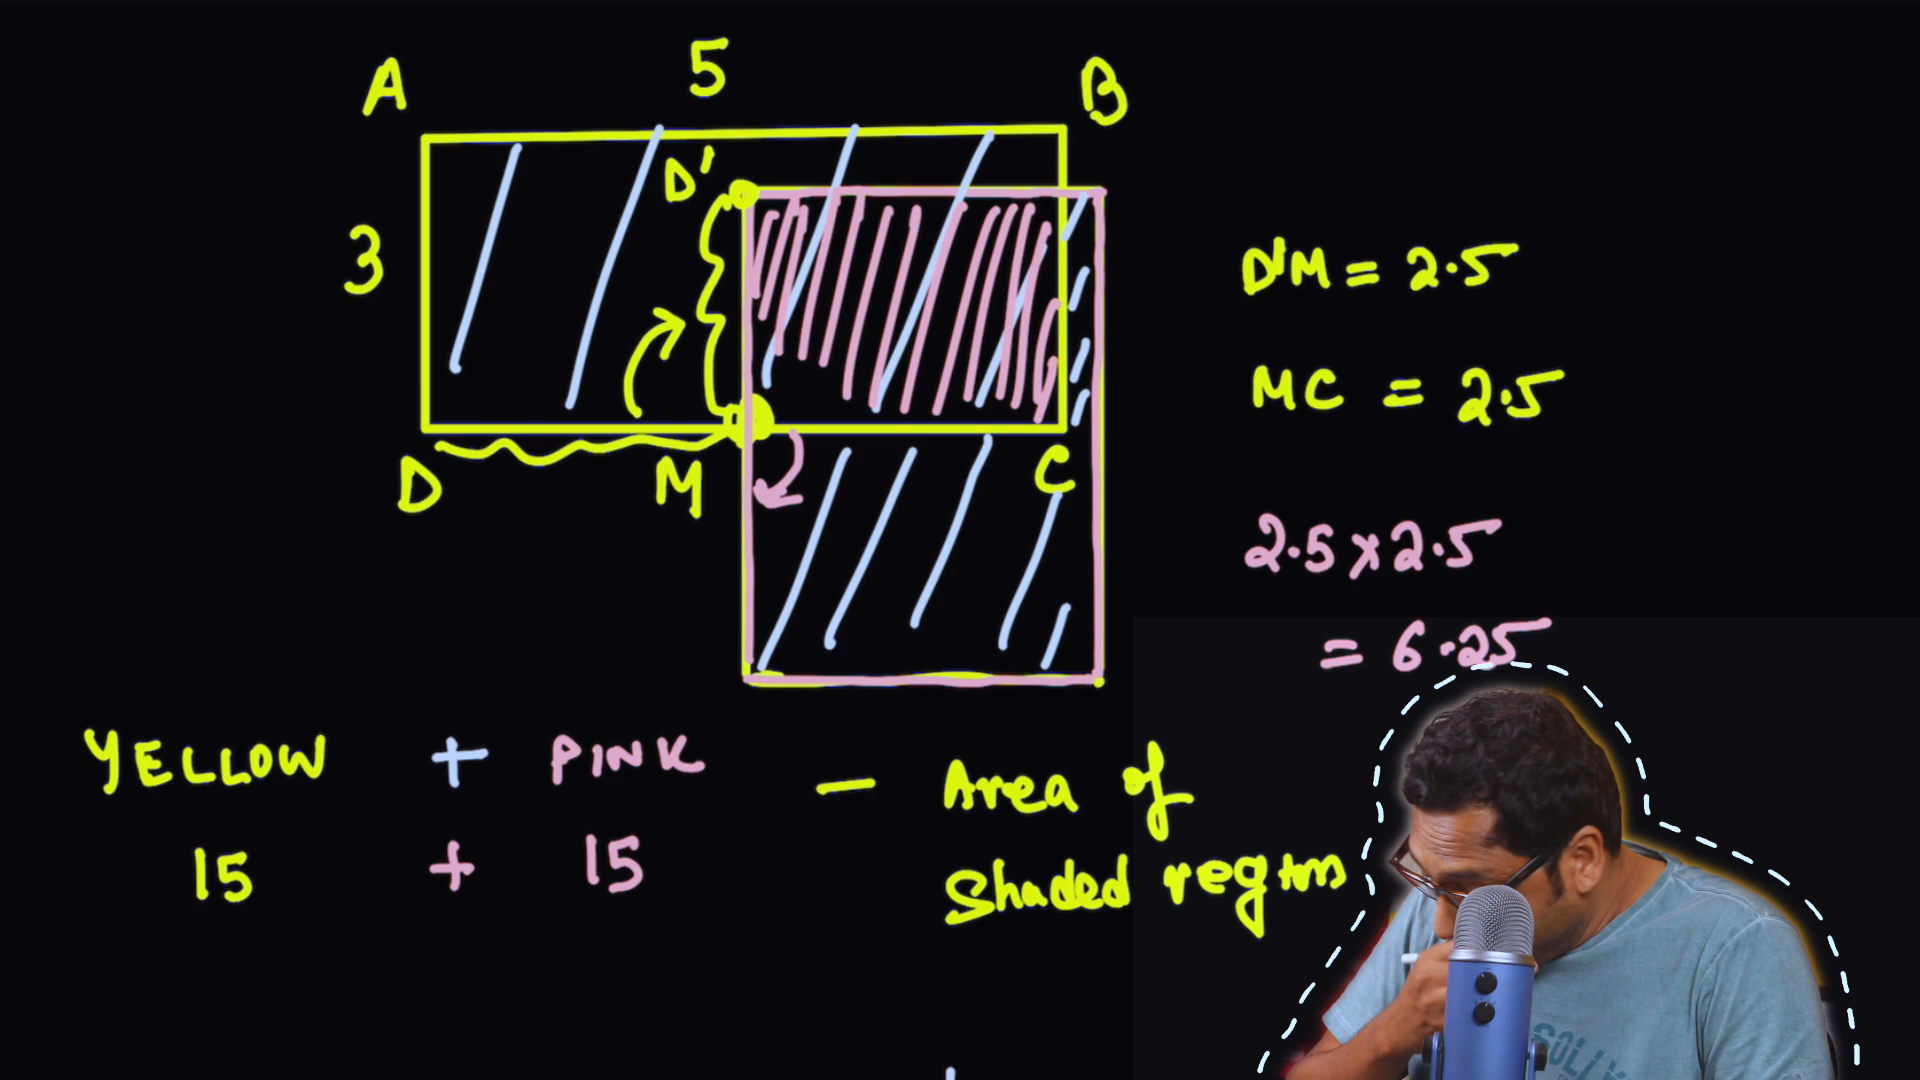 5
A
B
D'
3
D'M = 2.5
MC = 2.5
D
M
C
2.5 x 2.5
= 6.25
YELLOW + PINK - Area of
15 + 15 Shaded region